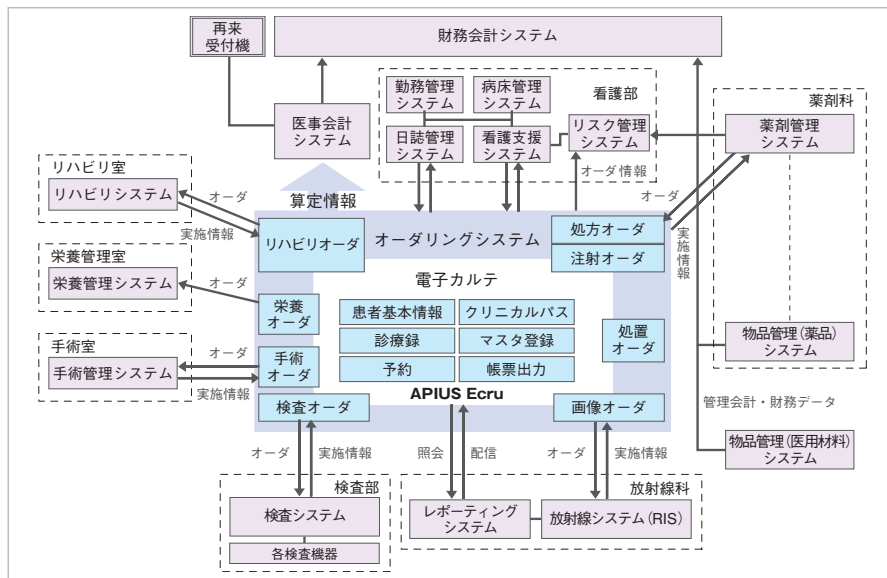 再来
受付機
財務会計システム
勤務管理
システム
病床管理
システム
看護部
医事会計
システム
日誌管理
システム
看護支援
システム
リスク管理
システム
薬剤科
薬剤管理
システム
オーダ情報
リハビリ室
リハビリシステム
オーダ
実施情報
算定情報
オーダ
実施情報
リハビリオーダ
オーダリングシステム
処方オーダ
注射オーダ
栄養管理室
栄養管理システム
オーダ
電子カルテ
栄養
オーダ
患者基本情報
クリニカルパス
診療録
マスタ登録
予約
帳票出力
処置
オーダ
物品管理(薬品)
システム
手術室
手術管理システム
オーダ
実施情報
手術
オーダ
APIUS Ecru
検査オーダ
画像オーダ
管理会計・財務データ
オーダ
実施情報
照会
配信
オーダ
実施情報
物品管理(医用材料)
システム
検査部
検査システム
各検査機器
放射線科
レポーティング
システム
放射線システム(RIS)